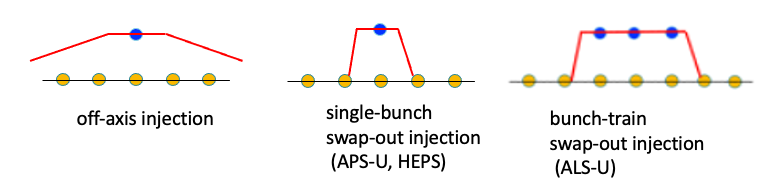 off-axis injection
single-bunch
swap-out injection
(APS-U, HEPS)
bunch-train
swap-out injection
(ALS-U)